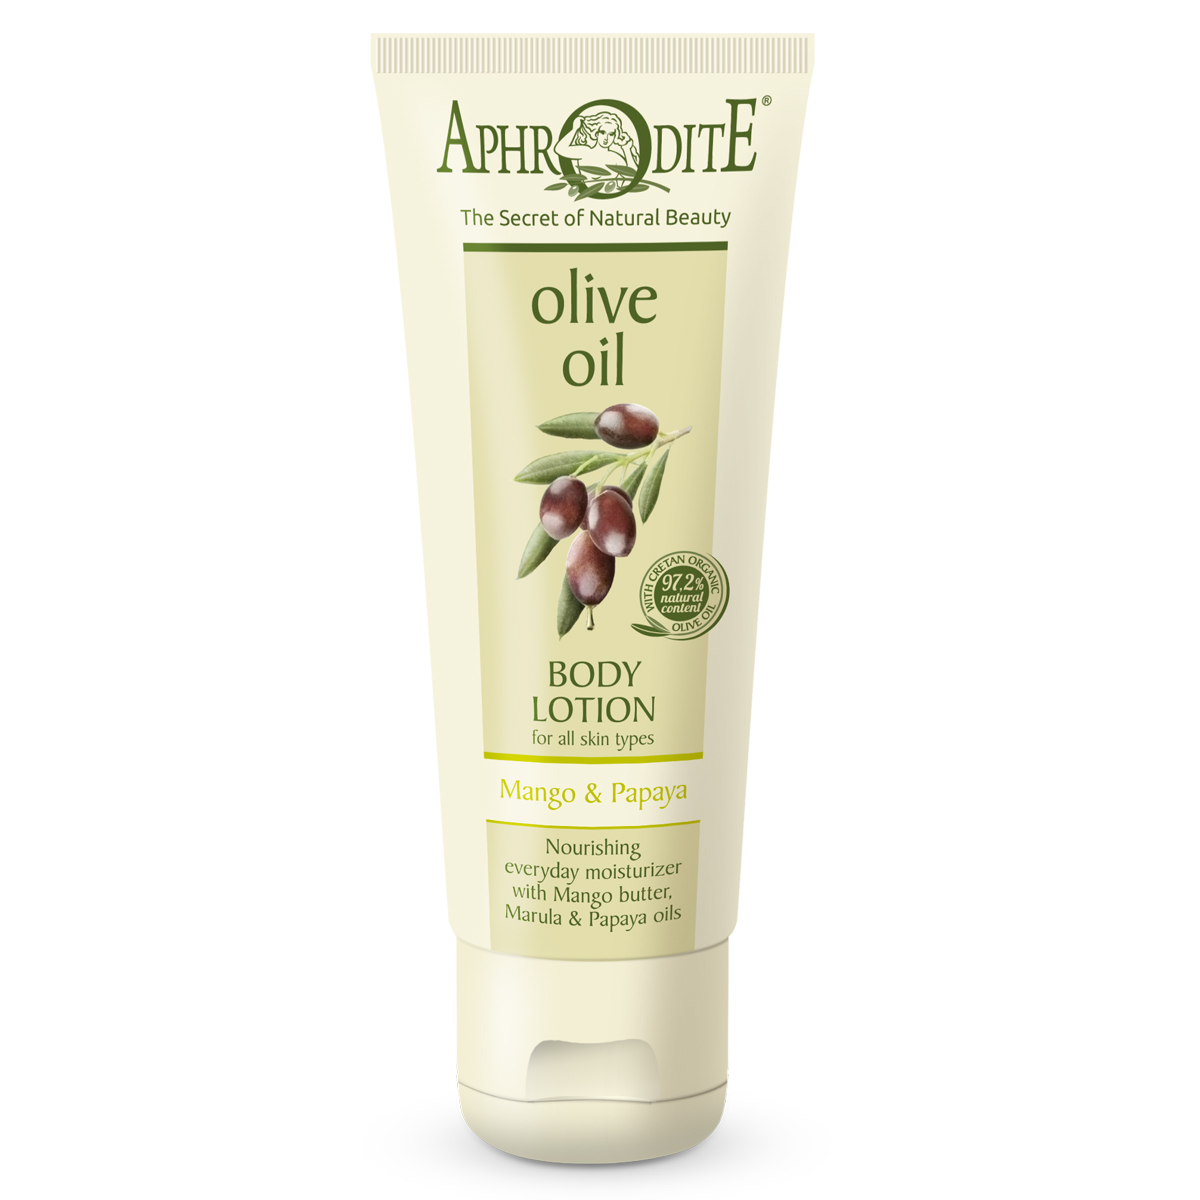 APHRODITE®
The Secret of Natural Beauty
olive
oil
WITH CRETAN ORGANIC
97,2%
natural
content
OLIVE OIL
BODY
LOTION
for all skin types
Mango & Papaya
Nourishing
everyday moisturizer
with Mango butter,
Marula & Papaya oils